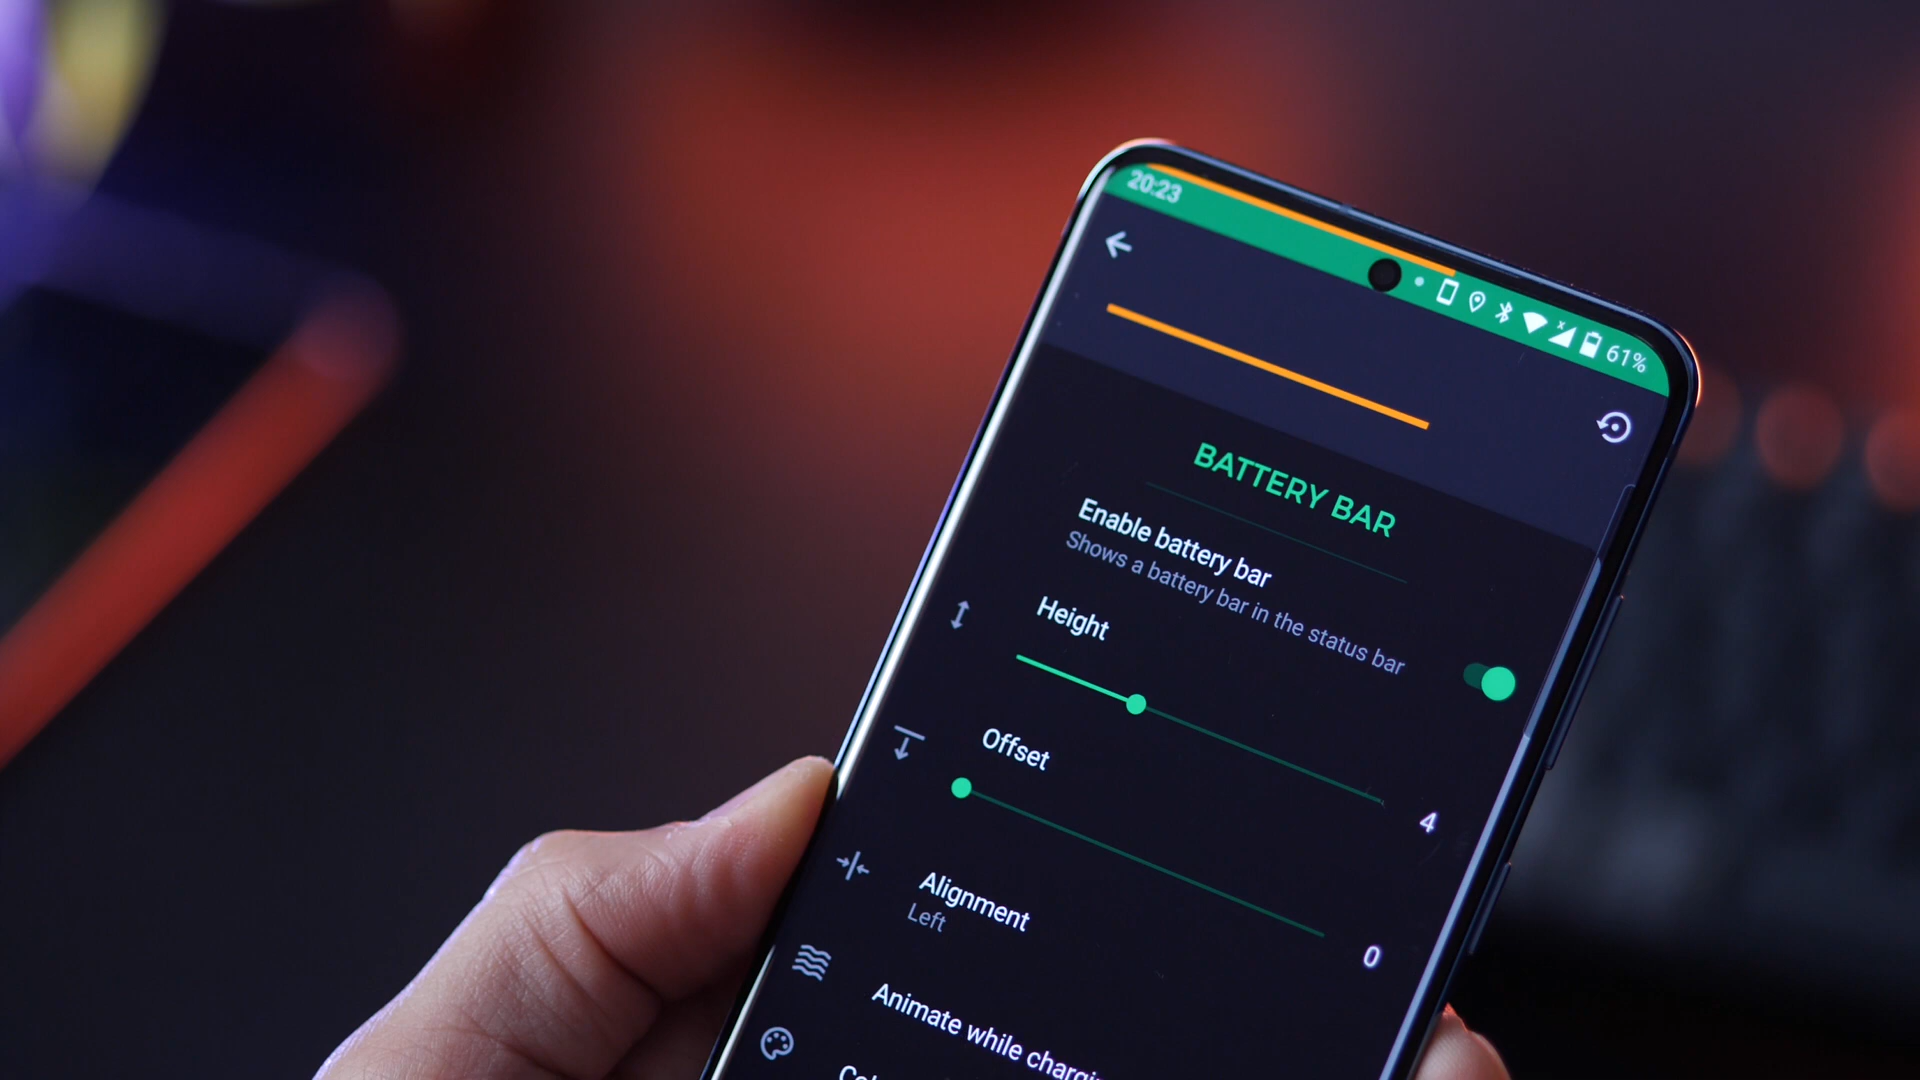 20:23
61%
BATTERY BAR
Enable battery bar
Shows a battery bar in the status bar
Height
4
Offset
0
Alignment
Left
Animate while